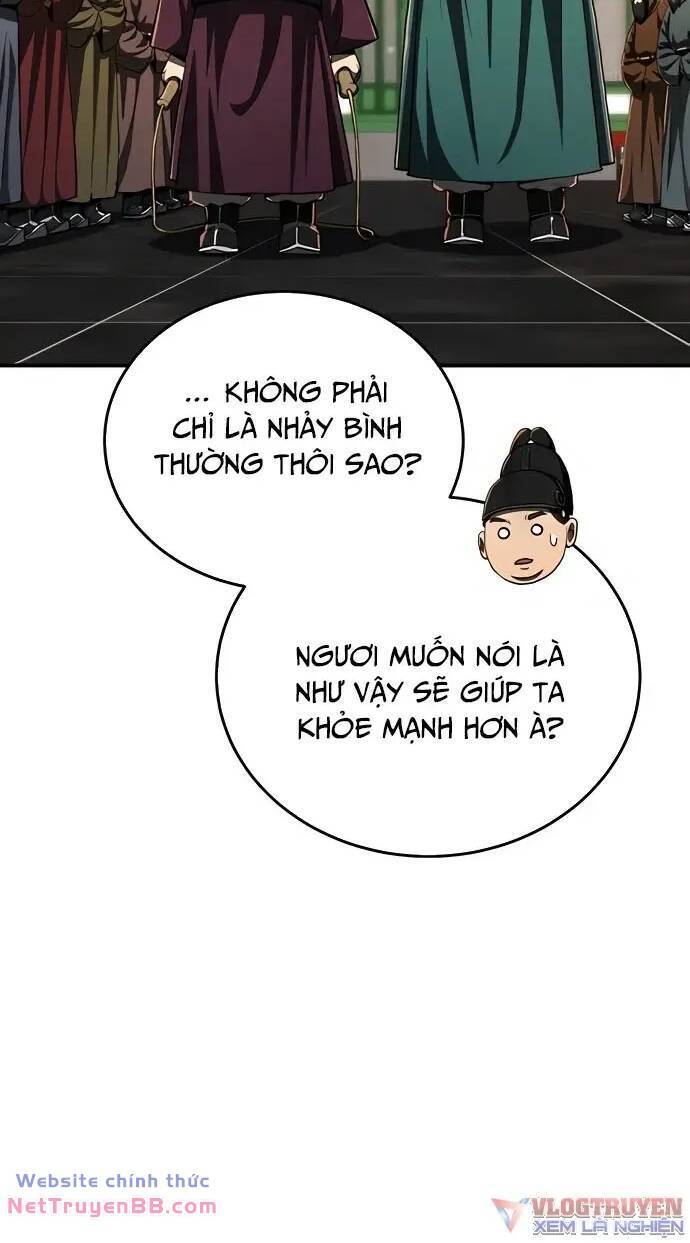 ... KHÔNG PHẢI
CHỈ LÀ NHẢY BÌNH
THƯỜNG THÔI SAO?
NGƯƠI MUỐN NÓI LÀ
NHƯ VẬY SẼ GIÚP TA
KHỎE MẠNH HƠN À?
Website chính thức
NetTruyenBB.com
VLOGTRUYEN
XEM LÀ NGHIỆN